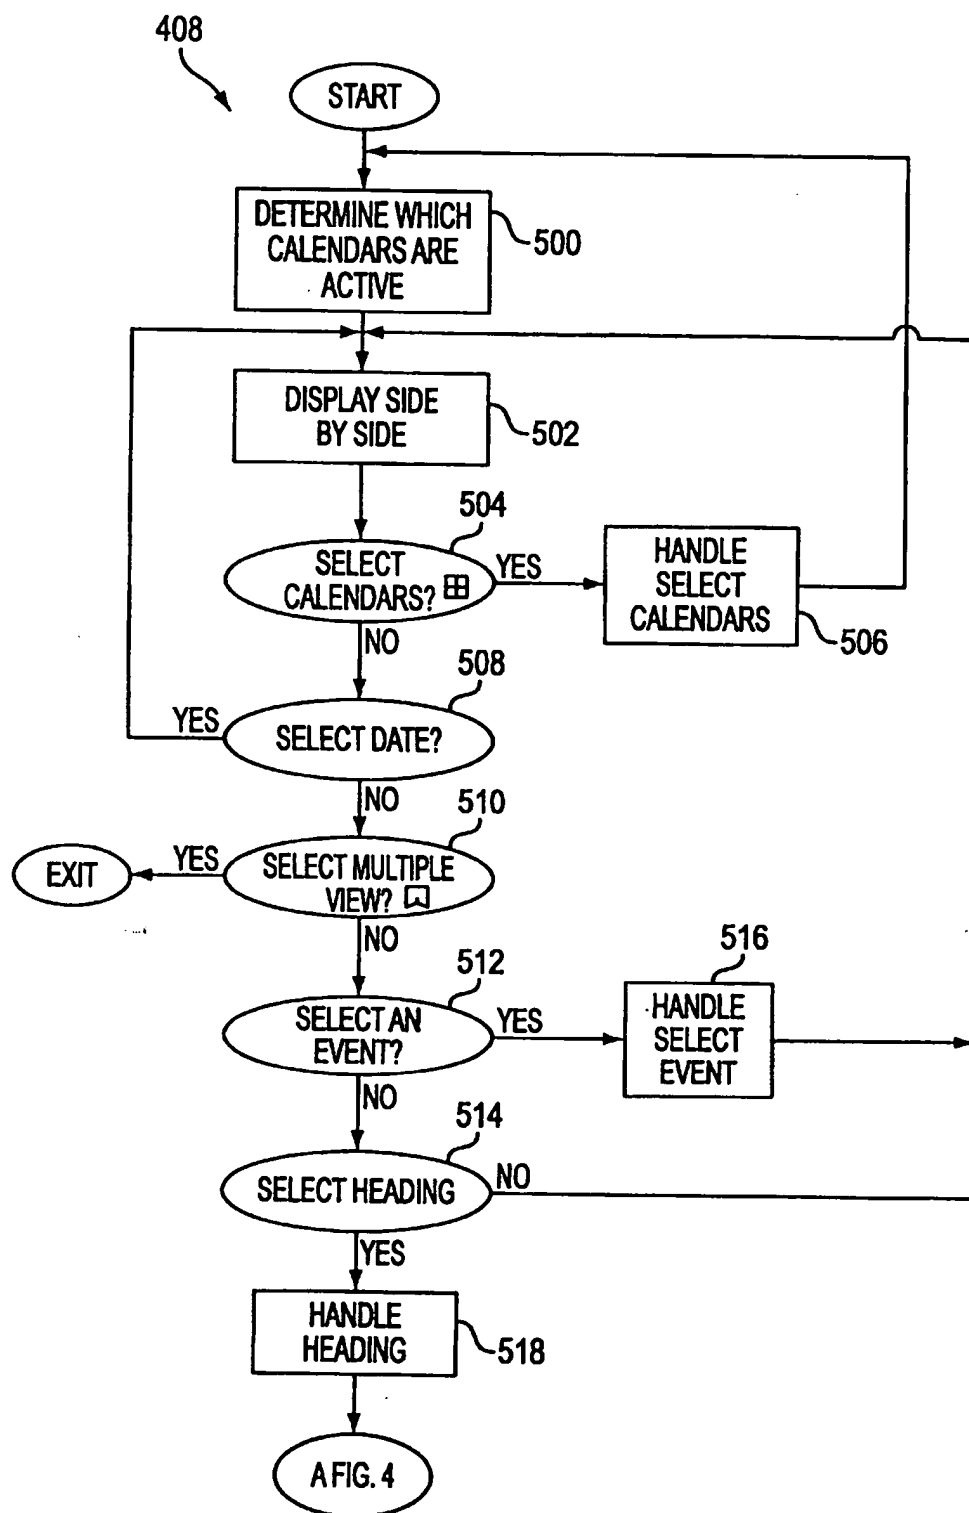 408
START
DETERMINE WHICH
CALENDARS ARE
ACTIVE
500
DISPLAY SIDE
BY SIDE
502
504
SELECT
CALENDARS?
YES
HANDLE
SELECT
CALENDARS
506
NO
508
YES
SELECT DATE?
NO
510
EXIT
YES
SELECT MULTIPLE
VIEW?
NO
512
516
SELECT AN
EVENT?
YES
HANDLE
SELECT
EVENT
NO
514
SELECT HEADING
NO
YES
HANDLE
HEADING
518
A FIG. 4